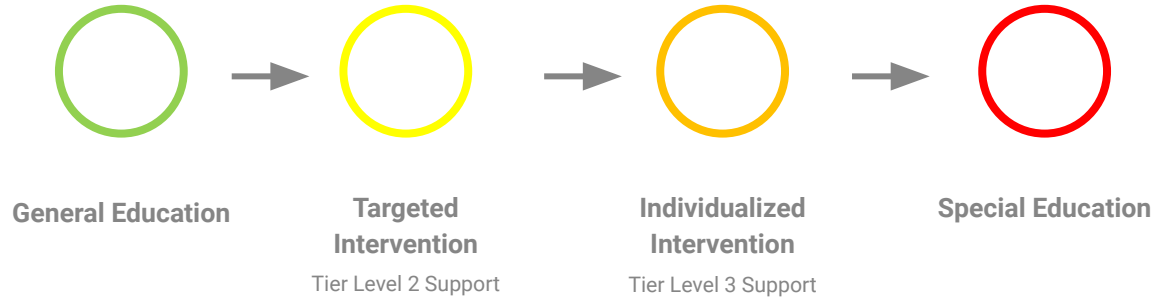 General Education
Targeted
Intervention
Tier Level 2 Support
Individualized
Intervention
Tier Level 3 Support
Special Education